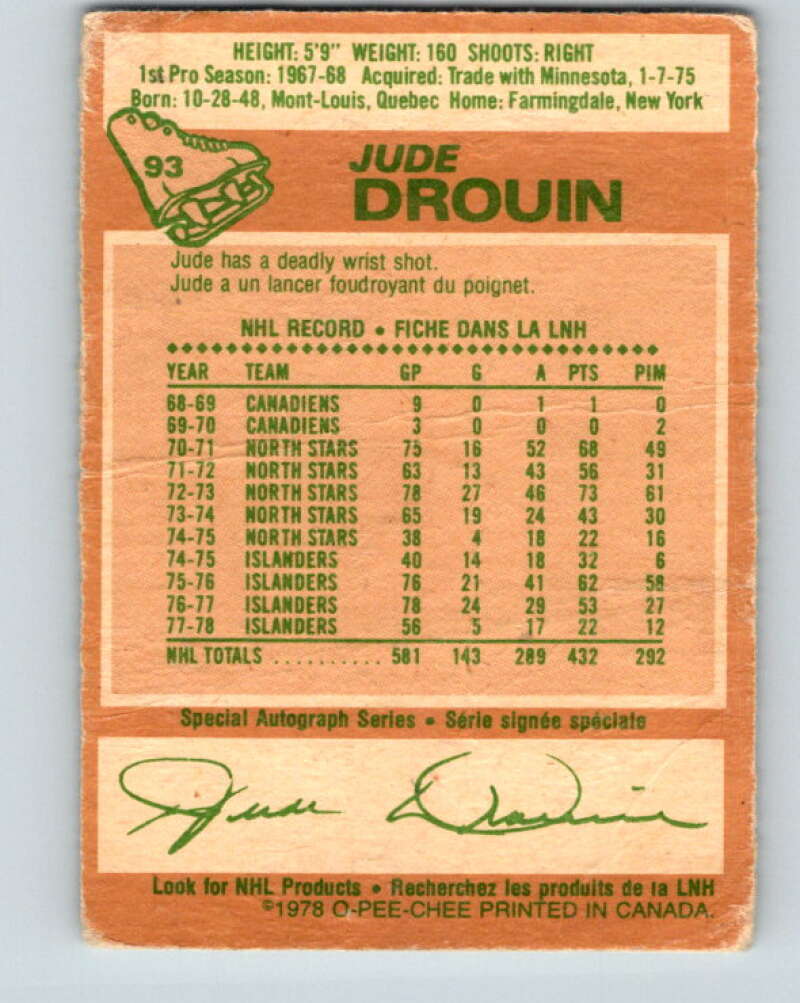 HEIGHT: 5'9" WEIGHT: 160 SHOOTS: RIGHT
1st Pro Season: 1967-68 Acquired: Trade with Minnesota, 1-7-75
Born: 10-28-48, Mont-Louis, Quebec Home: Farmingdale, New York
93
JUDE
DROUIN
Jude has a deadly wrist shot.
Jude a un lancer foudroyant du poignet.
NHL RECORD • FICHE DANS LA LNH
YEAR TEAM GP G A PTS PIM
68-69 CANADIENS 9 0 1 1 0
69-70 CANADIENS 3 0 0 0 2
70-71 NORTH STARS 75 16 52 68 49
71-72 NORTH STARS 63 13 43 56 31
72-73 NORTH STARS 78 27 46 73 61
73-74 NORTH STARS 65 19 24 43 30
74-75 NORTH STARS 38 4 18 22 16
74-75 ISLANDERS 40 14 18 32 6
75-76 ISLANDERS 76 21 41 62 58
76-77 ISLANDERS 78 24 29 53 27
77-78 ISLANDERS 56 5 17 22 12
NHL TOTALS .......... 581 143 289 432 292
Special Autograph Series • Série signée spéciale
Jude Drouin
Look for NHL Products • Recherchez les produits de la LNH
©1978 O-PEE-CHEE PRINTED IN CANADA.